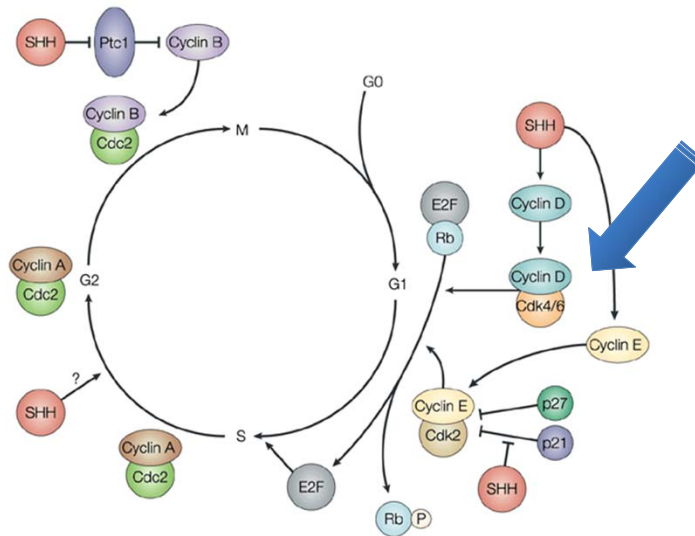 SHH
Ptc1
Cyclin B
G0
Cyclin B
Cdc2
M
SHH
E2F
Rb
Cyclin D
Cyclin A
Cdc2
G2
G1
Cyclin D
Cdk4/6
Cyclin E
?
SHH
Cyclin A
Cdc2
S
Cyclin E
Cdk2
p27
p21
E2F
SHH
Rb
P